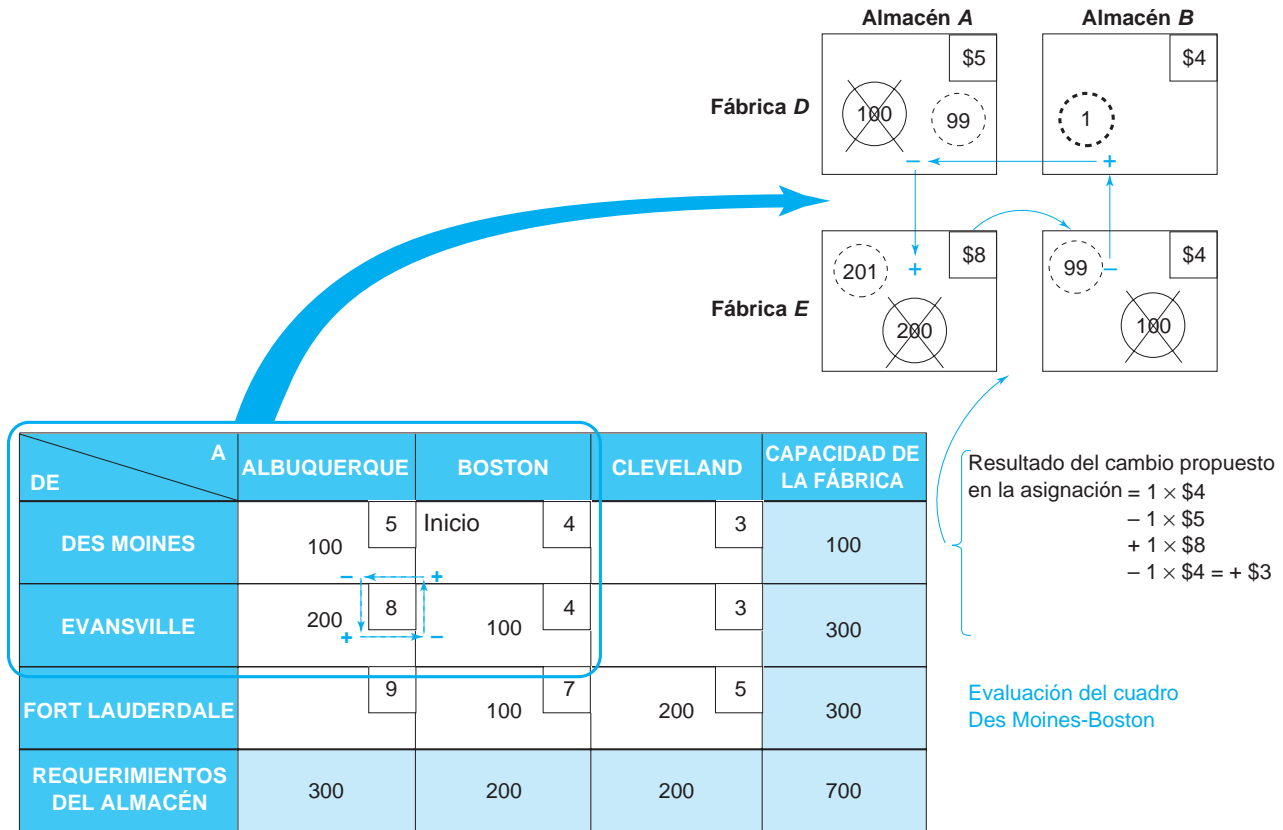 Almacén A Almacén B
Fábrica D
$5
100
99
$4
1
– +
Fábrica E
201
+
$8
200
99
–
$4
100
DE A
ALBUQUERQUE
BOSTON
CLEVELAND
CAPACIDAD DE
LA FÁBRICA
DES MOINES
100
5
Inicio
4
3
100
– +
EVANSVILLE
200
8
100
4
3
300
+ –
FORT LAUDERDALE
9
100
7
200
5
300
REQUERIMIENTOS
DEL ALMACÉN
300
200
200
700
Resultado del cambio propuesto
en la asignación = 1 × $4
– 1 × $5
+ 1 × $8
– 1 × $4 = + $3
Evaluación del cuadro
Des Moines-Boston